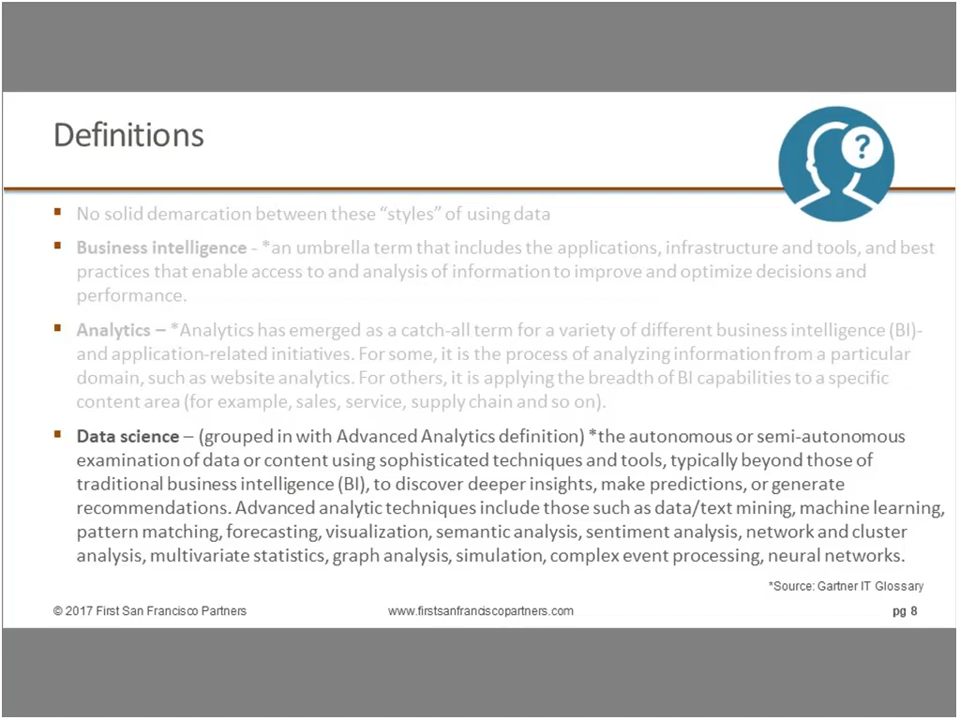 Definitions
?
▪ No solid demarcation between these “styles” of using data
▪ Business intelligence - *an umbrella term that includes the applications, infrastructure and tools, and best
practices that enable access to and analysis of information to improve and optimize decisions and
performance.
▪ Analytics – *Analytics has emerged as a catch-all term for a variety of different business intelligence (BI)-
and application-related initiatives. For some, it is the process of analyzing information from a particular
domain, such as website analytics. For others, it is applying the breadth of BI capabilities to a specific
content area (for example, sales, service, supply chain and so on).
▪ Data science – (grouped in with Advanced Analytics definition) *the autonomous or semi-autonomous
examination of data or content using sophisticated techniques and tools, typically beyond those of
traditional business intelligence (BI), to discover deeper insights, make predictions, or generate
recommendations. Advanced analytic techniques include those such as data/text mining, machine learning,
pattern matching, forecasting, visualization, semantic analysis, sentiment analysis, network and cluster
analysis, multivariate statistics, graph analysis, simulation, complex event processing, neural networks.
*Source: Gartner IT Glossary
© 2017 First San Francisco Partners www.firstsanfranciscopartners.com pg 8